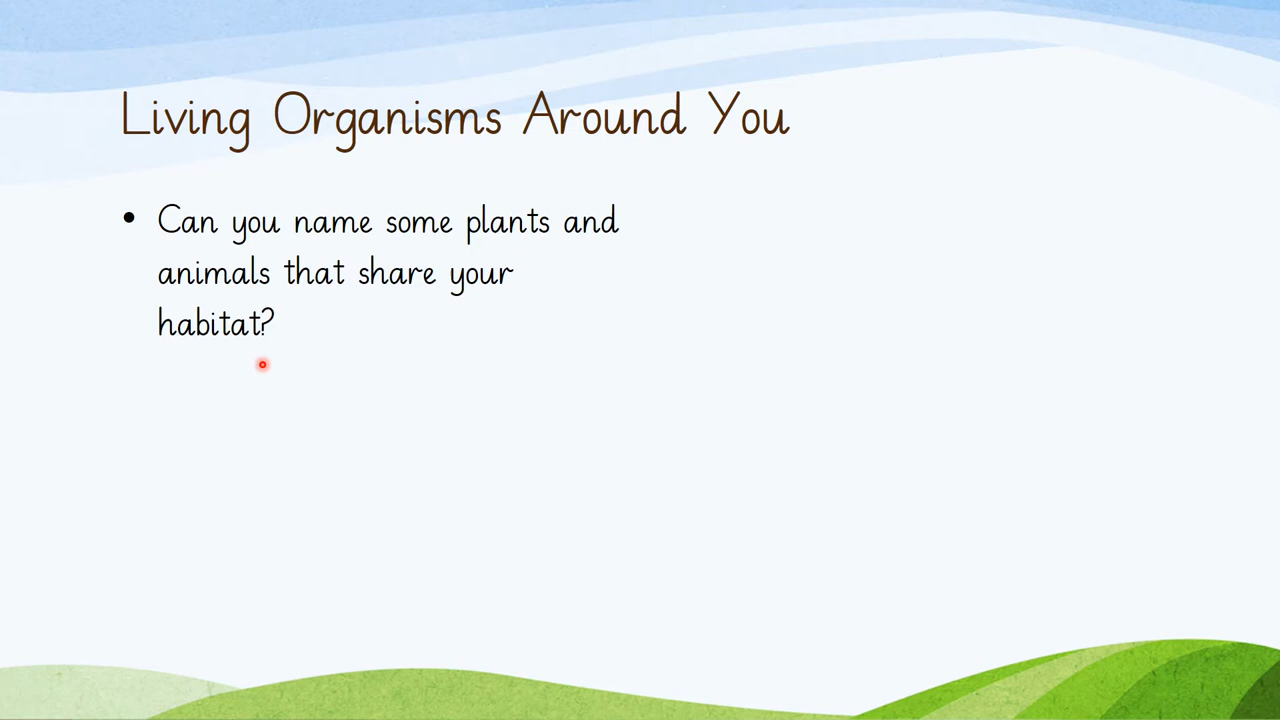 Living Organisms Around You
• Can you name some plants and
animals that share your
habitat?